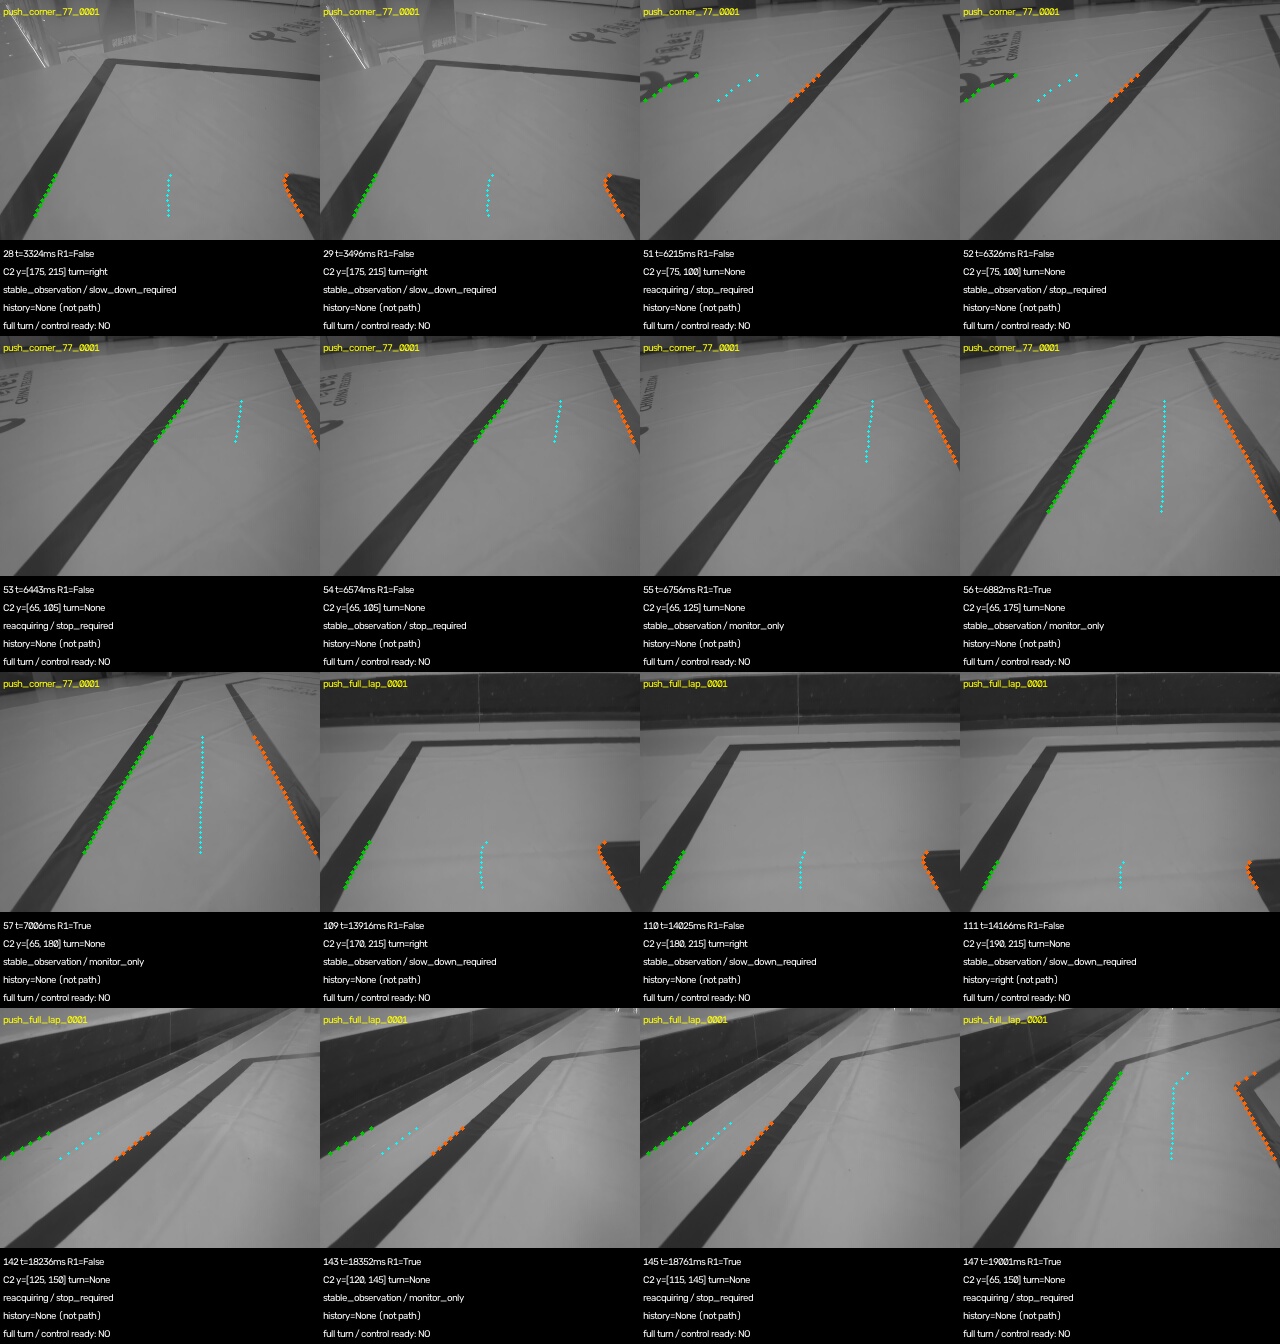 push_corner_77_0001
push_corner_77_0001
push_corner_77_0001
CHINA TELECOM
push_corner_77_0001
CHINA TELECOM
28 t=3324ms R1=False
C2 y=[175, 215] turn=right
stable_observation / slow_down_required
history=None (not path)
full turn / control ready: NO
29 t=3496ms R1=False
C2 y=[175, 215] turn=right
stable_observation / slow_down_required
history=None (not path)
full turn / control ready: NO
51 t=6215ms R1=False
C2 y=[75, 100] turn=None
reacquiring / stop_required
history=None (not path)
full turn / control ready: NO
52 t=6326ms R1=False
C2 y=[75, 100] turn=None
stable_observation / stop_required
history=None (not path)
full turn / control ready: NO
push_corner_77_0001
CHINA TELECOM
push_corner_77_0001
CHINA TELECOM
push_corner_77_0001
push_corner_77_0001
53 t=6443ms R1=False
C2 y=[65, 105] turn=None
reacquiring / stop_required
history=None (not path)
full turn / control ready: NO
54 t=6574ms R1=False
C2 y=[65, 105] turn=None
stable_observation / stop_required
history=None (not path)
full turn / control ready: NO
55 t=6756ms R1=True
C2 y=[65, 125] turn=None
stable_observation / monitor_only
history=None (not path)
full turn / control ready: NO
56 t=6882ms R1=True
C2 y=[65, 175] turn=None
stable_observation / monitor_only
history=None (not path)
full turn / control ready: NO
push_corner_77_0001
push_full_lap_0001
push_full_lap_0001
push_full_lap_0001
57 t=7006ms R1=True
C2 y=[65, 180] turn=None
stable_observation / monitor_only
history=None (not path)
full turn / control ready: NO
109 t=13916ms R1=False
C2 y=[170, 215] turn=right
stable_observation / slow_down_required
history=None (not path)
full turn / control ready: NO
110 t=14025ms R1=False
C2 y=[180, 215] turn=right
stable_observation / slow_down_required
history=None (not path)
full turn / control ready: NO
111 t=14166ms R1=False
C2 y=[190, 215] turn=None
stable_observation / slow_down_required
history=right (not path)
full turn / control ready: NO
push_full_lap_0001
push_full_lap_0001
push_full_lap_0001
push_full_lap_0001
142 t=18236ms R1=False
C2 y=[125, 150] turn=None
reacquiring / stop_required
history=None (not path)
full turn / control ready: NO
143 t=18352ms R1=True
C2 y=[120, 145] turn=None
stable_observation / monitor_only
history=None (not path)
full turn / control ready: NO
145 t=18761ms R1=True
C2 y=[115, 145] turn=None
reacquiring / stop_required
history=None (not path)
full turn / control ready: NO
147 t=19001ms R1=True
C2 y=[65, 150] turn=None
reacquiring / stop_required
history=None (not path)
full turn / control ready: NO